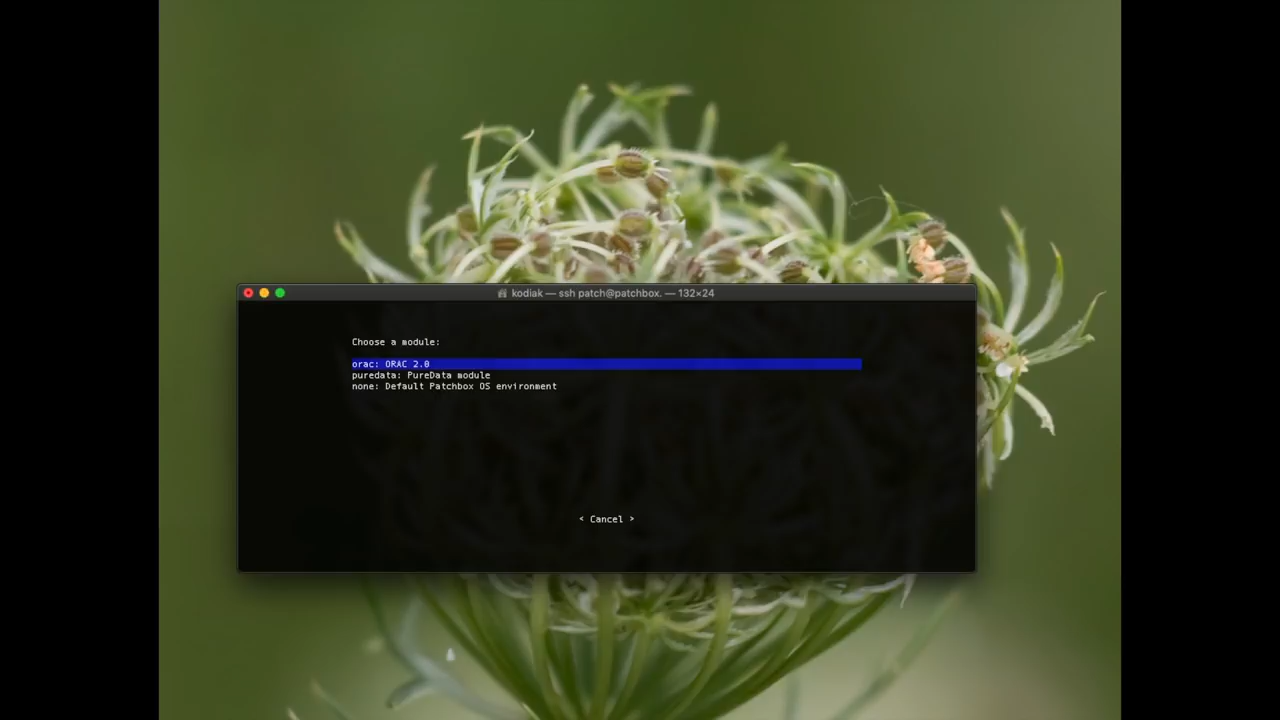 kodiak — ssh patch@patchbox. — 132×24
Choose a module:
orac: ORAC 2.0
puredata: PureData module
none: Default Patchbox OS environment
< Cancel >